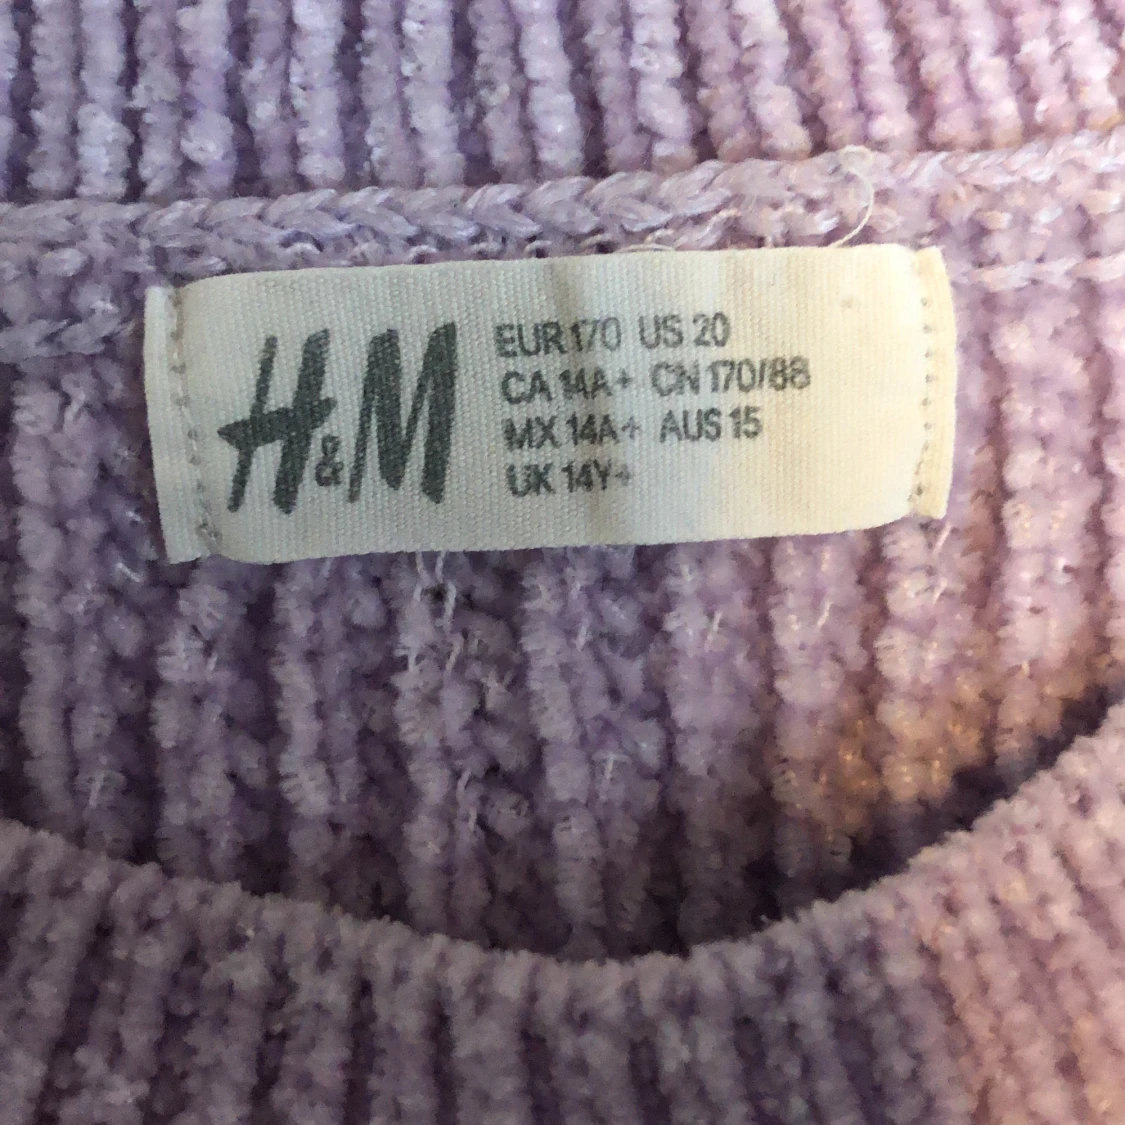 H&M
EUR 170 US 20
CA 14A+ CN 170/88
MX 14A+ AUS 15
UK 14Y+